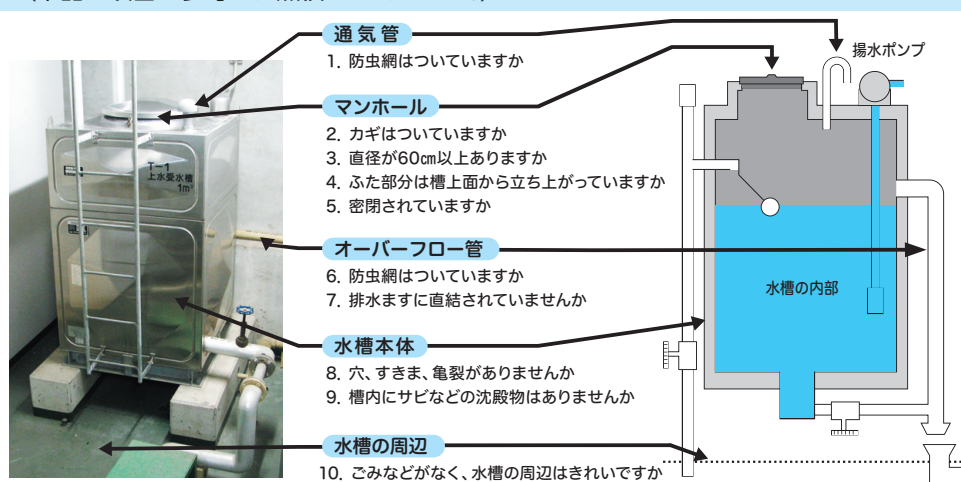 通気管
1. 防虫網はついていますか
マンホール
2. カギはついていますか
3. 直径が60㎝以上ありますか
4. ふた部分は槽上面から立ち上がっていますか
5. 密閉されていますか
オーバーフロー管
6. 防虫網はついていますか
7. 排水ますに直結されていませんか
水槽本体
8. 穴、すきま、亀裂がありませんか
9. 槽内にサビなどの沈殿物はありませんか
水槽の周辺
10. ごみなどがなく、水槽の周辺はきれいですか
T-1
上水受水槽
1m³
揚水ポンプ
水槽の内部